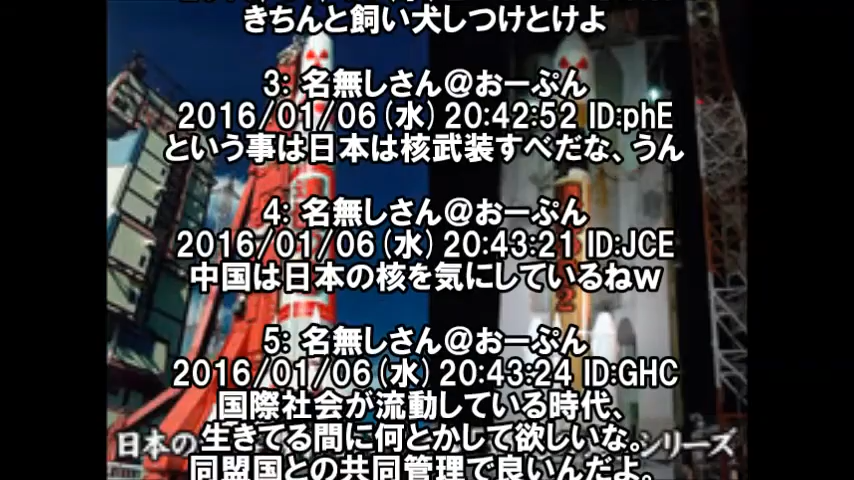 きちんと飼い犬しつけとけよ
3: 名無しさん@おーぷん
2016/01/06(水) 20:42:52 ID:phE
という事は日本は核武装すべだな、うん
4: 名無しさん@おーぷん
2016/01/06(水) 20:43:21 ID:JCE
中国は日本の核を気にしているねw
5: 名無しさん@おーぷん
2016/01/06(水) 20:43:24 ID:GHC
国際社会が流動している時代、
生きてる間に何とかして欲しいな。
日本の
シリーズ
同盟国との共同管理で良いんだよ。